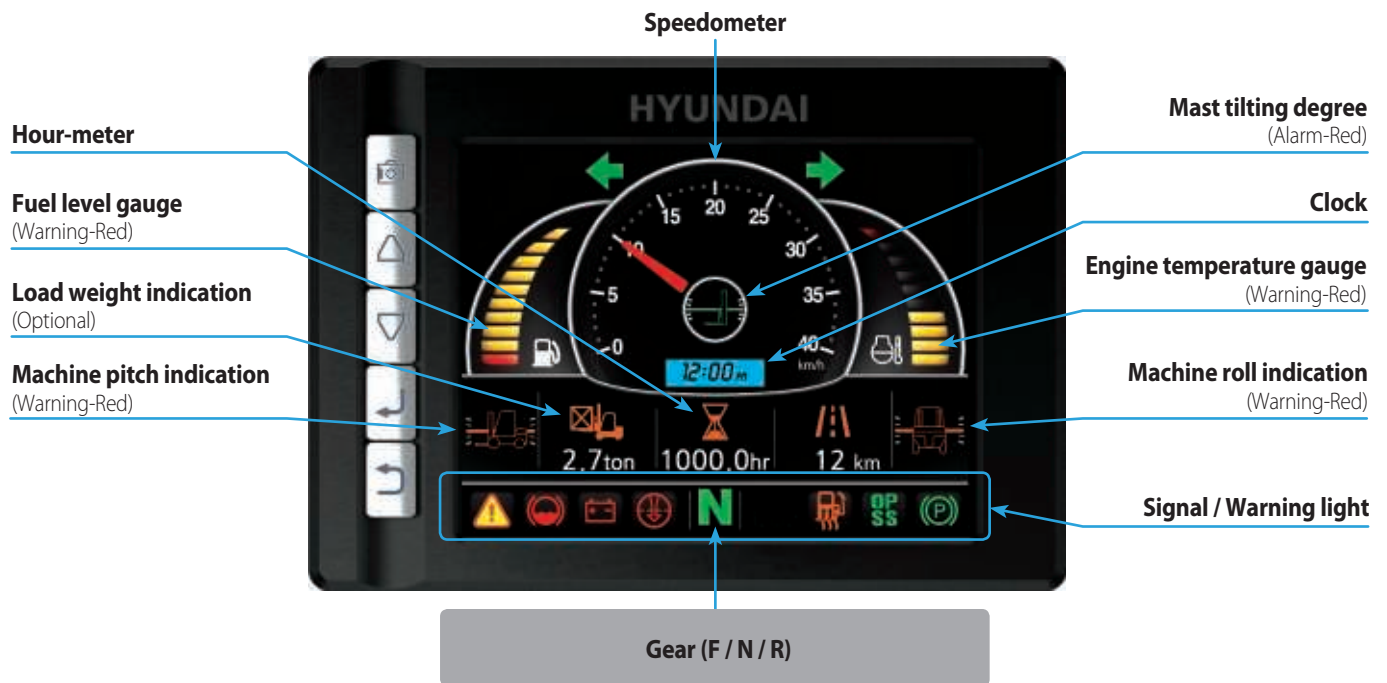 Speedometer
HYUNDAI
Hour-meter
Fuel level gauge
(Warning-Red)
Load weight indication
(Optional)
Machine pitch indication
(Warning-Red)
Mast tilting degree
(Alarm-Red)
Clock
Engine temperature gauge
(Warning-Red)
Machine roll indication
(Warning-Red)
Signal / Warning light
0
5
10
15
20
25
30
35
40
km/h
12:00
2.7ton
1000.0hr
12 km
N
OP
SS
P
Gear (F / N / R)